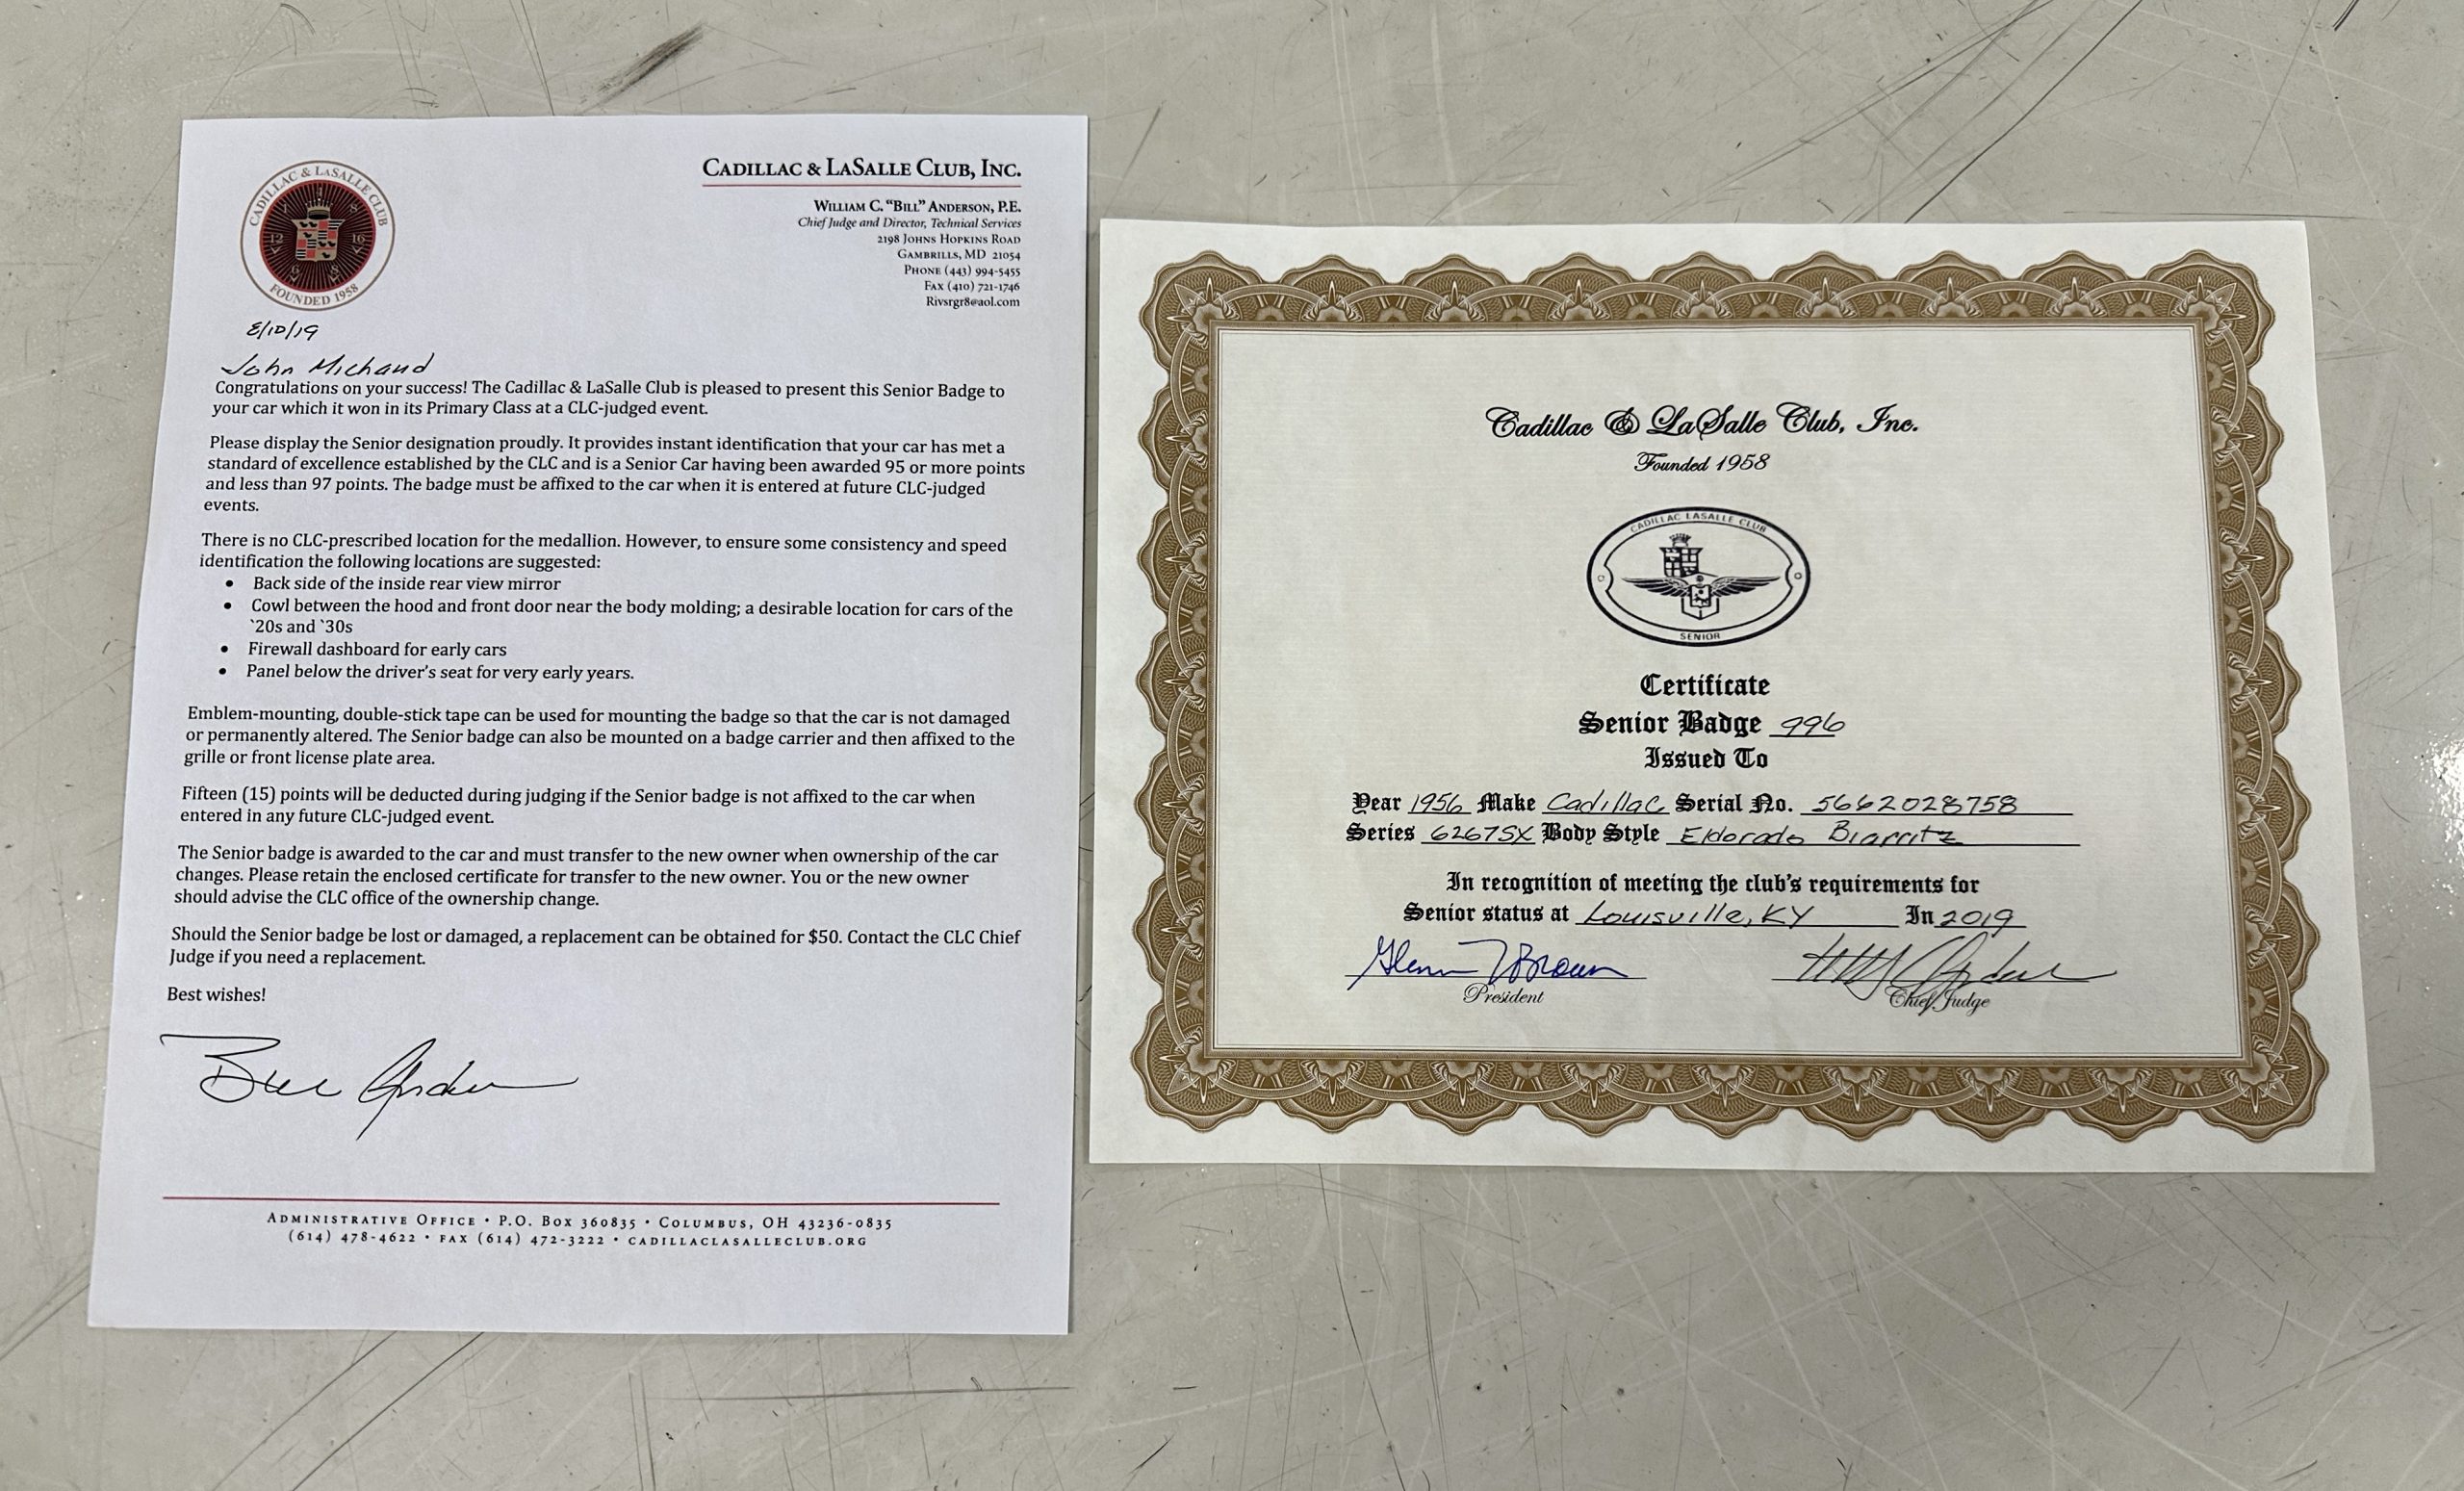 CADILLAC & LASALLE CLUB
FOUNDED 1958
CADILLAC & LASALLE CLUB, INC.
WILLIAM C. "BILL" ANDERSON, P.E.
Chief Judge and Director, Technical Services
2198 JOHNS HOPKINS ROAD
GAMBRILLS, MD 21054
PHONE (443) 994-5455
FAX (410) 721-1746
Rivsrgr8@aol.com
8/10/19
John Michaud
Congratulations on your success! The Cadillac & LaSalle Club is pleased to present this Senior Badge to
your car which it won in its Primary Class at a CLC-judged event.
Please display the Senior designation proudly. It provides instant identification that your car has met a
standard of excellence established by the CLC and is a Senior Car having been awarded 95 or more points
and less than 97 points. The badge must be affixed to the car when it is entered at future CLC-judged
events.
There is no CLC-prescribed location for the medallion. However, to ensure some consistency and speed
identification the following locations are suggested:
• Back side of the inside rear view mirror
• Cowl between the hood and front door near the body molding; a desirable location for cars of the
`20s and `30s
• Firewall dashboard for early cars
• Panel below the driver's seat for very early years.
Emblem-mounting, double-stick tape can be used for mounting the badge so that the car is not damaged
or permanently altered. The Senior badge can also be mounted on a badge carrier and then affixed to the
grille or front license plate area.
Fifteen (15) points will be deducted during judging if the Senior badge is not affixed to the car when
entered in any future CLC-judged event.
The Senior badge is awarded to the car and must transfer to the new owner when ownership of the car
changes. Please retain the enclosed certificate for transfer to the new owner. You or the new owner
should advise the CLC office of the ownership change.
Should the Senior badge be lost or damaged, a replacement can be obtained for $50. Contact the CLC Chief
Judge if you need a replacement.
Best wishes!
Bill Anderson
ADMINISTRATIVE OFFICE • P.O. BOX 360835 • COLUMBUS, OH 43236-0835
(614) 478-4622 • FAX (614) 472-3222 • CADILLACLASALLECLUB.ORG
Cadillac & LaSalle Club, Inc.
Founded 1958
CADILLAC LASALLE CLUB
SENIOR
Certificate
Senior Badge 996
Issued To
Year 1956 Make Cadillac Serial No. 5662028758
Series 6267SX Body Style Eldorado Biarritz
In recognition of meeting the club's requirements for
Senior status at Louisville, KY In 2019
Glenn Brown
President
Chief Judge